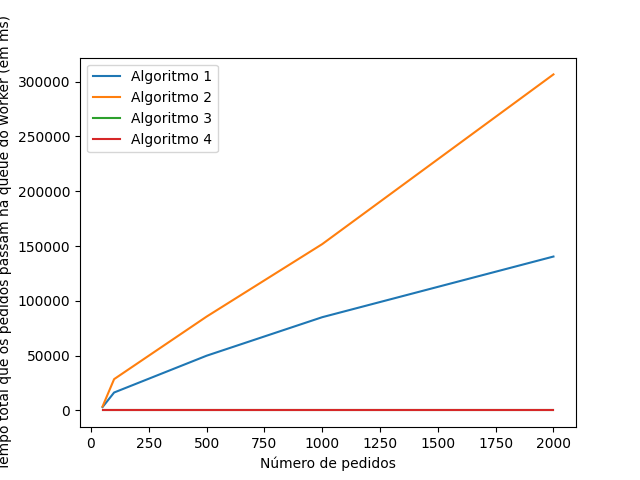 Tempo total que os pedidos passam na queue do worker (em ms)
300000
250000
200000
150000
100000
50000
0
Algoritmo 1
Algoritmo 2
Algoritmo 3
Algoritmo 4
0 250 500 750 1000 1250 1500 1750 2000
Número de pedidos